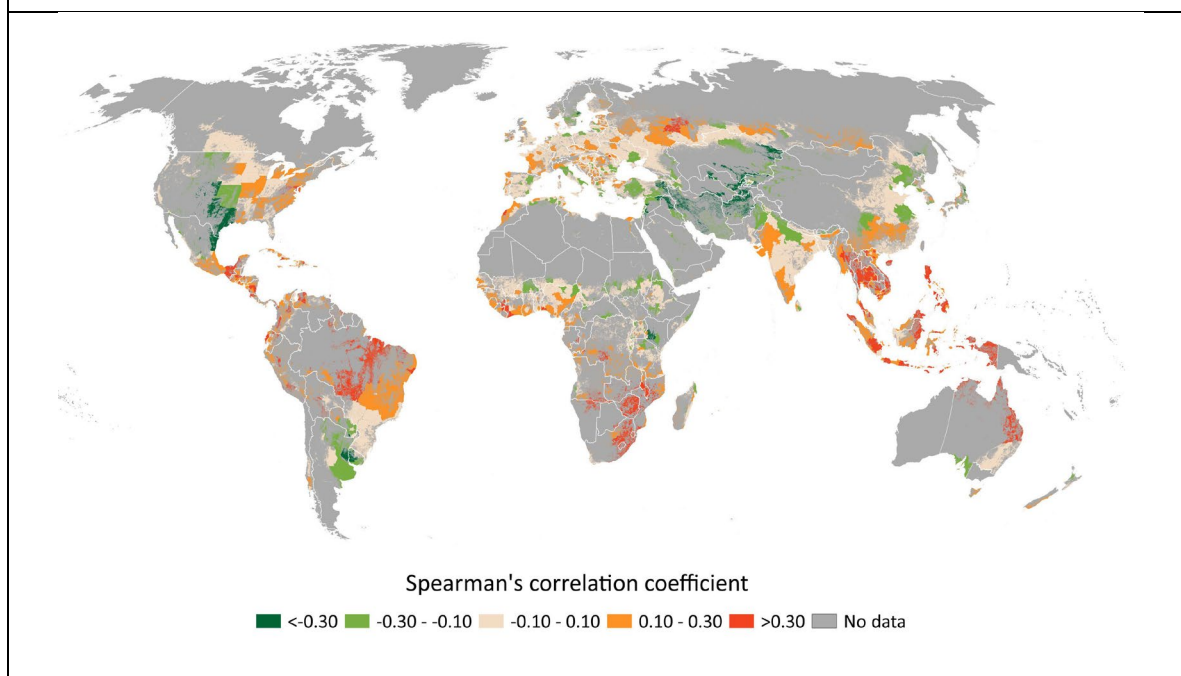 Spearman's correlation coefficient
<-0.30 -0.30 - -0.10 -0.10 - 0.10 0.10 - 0.30 >0.30 No data